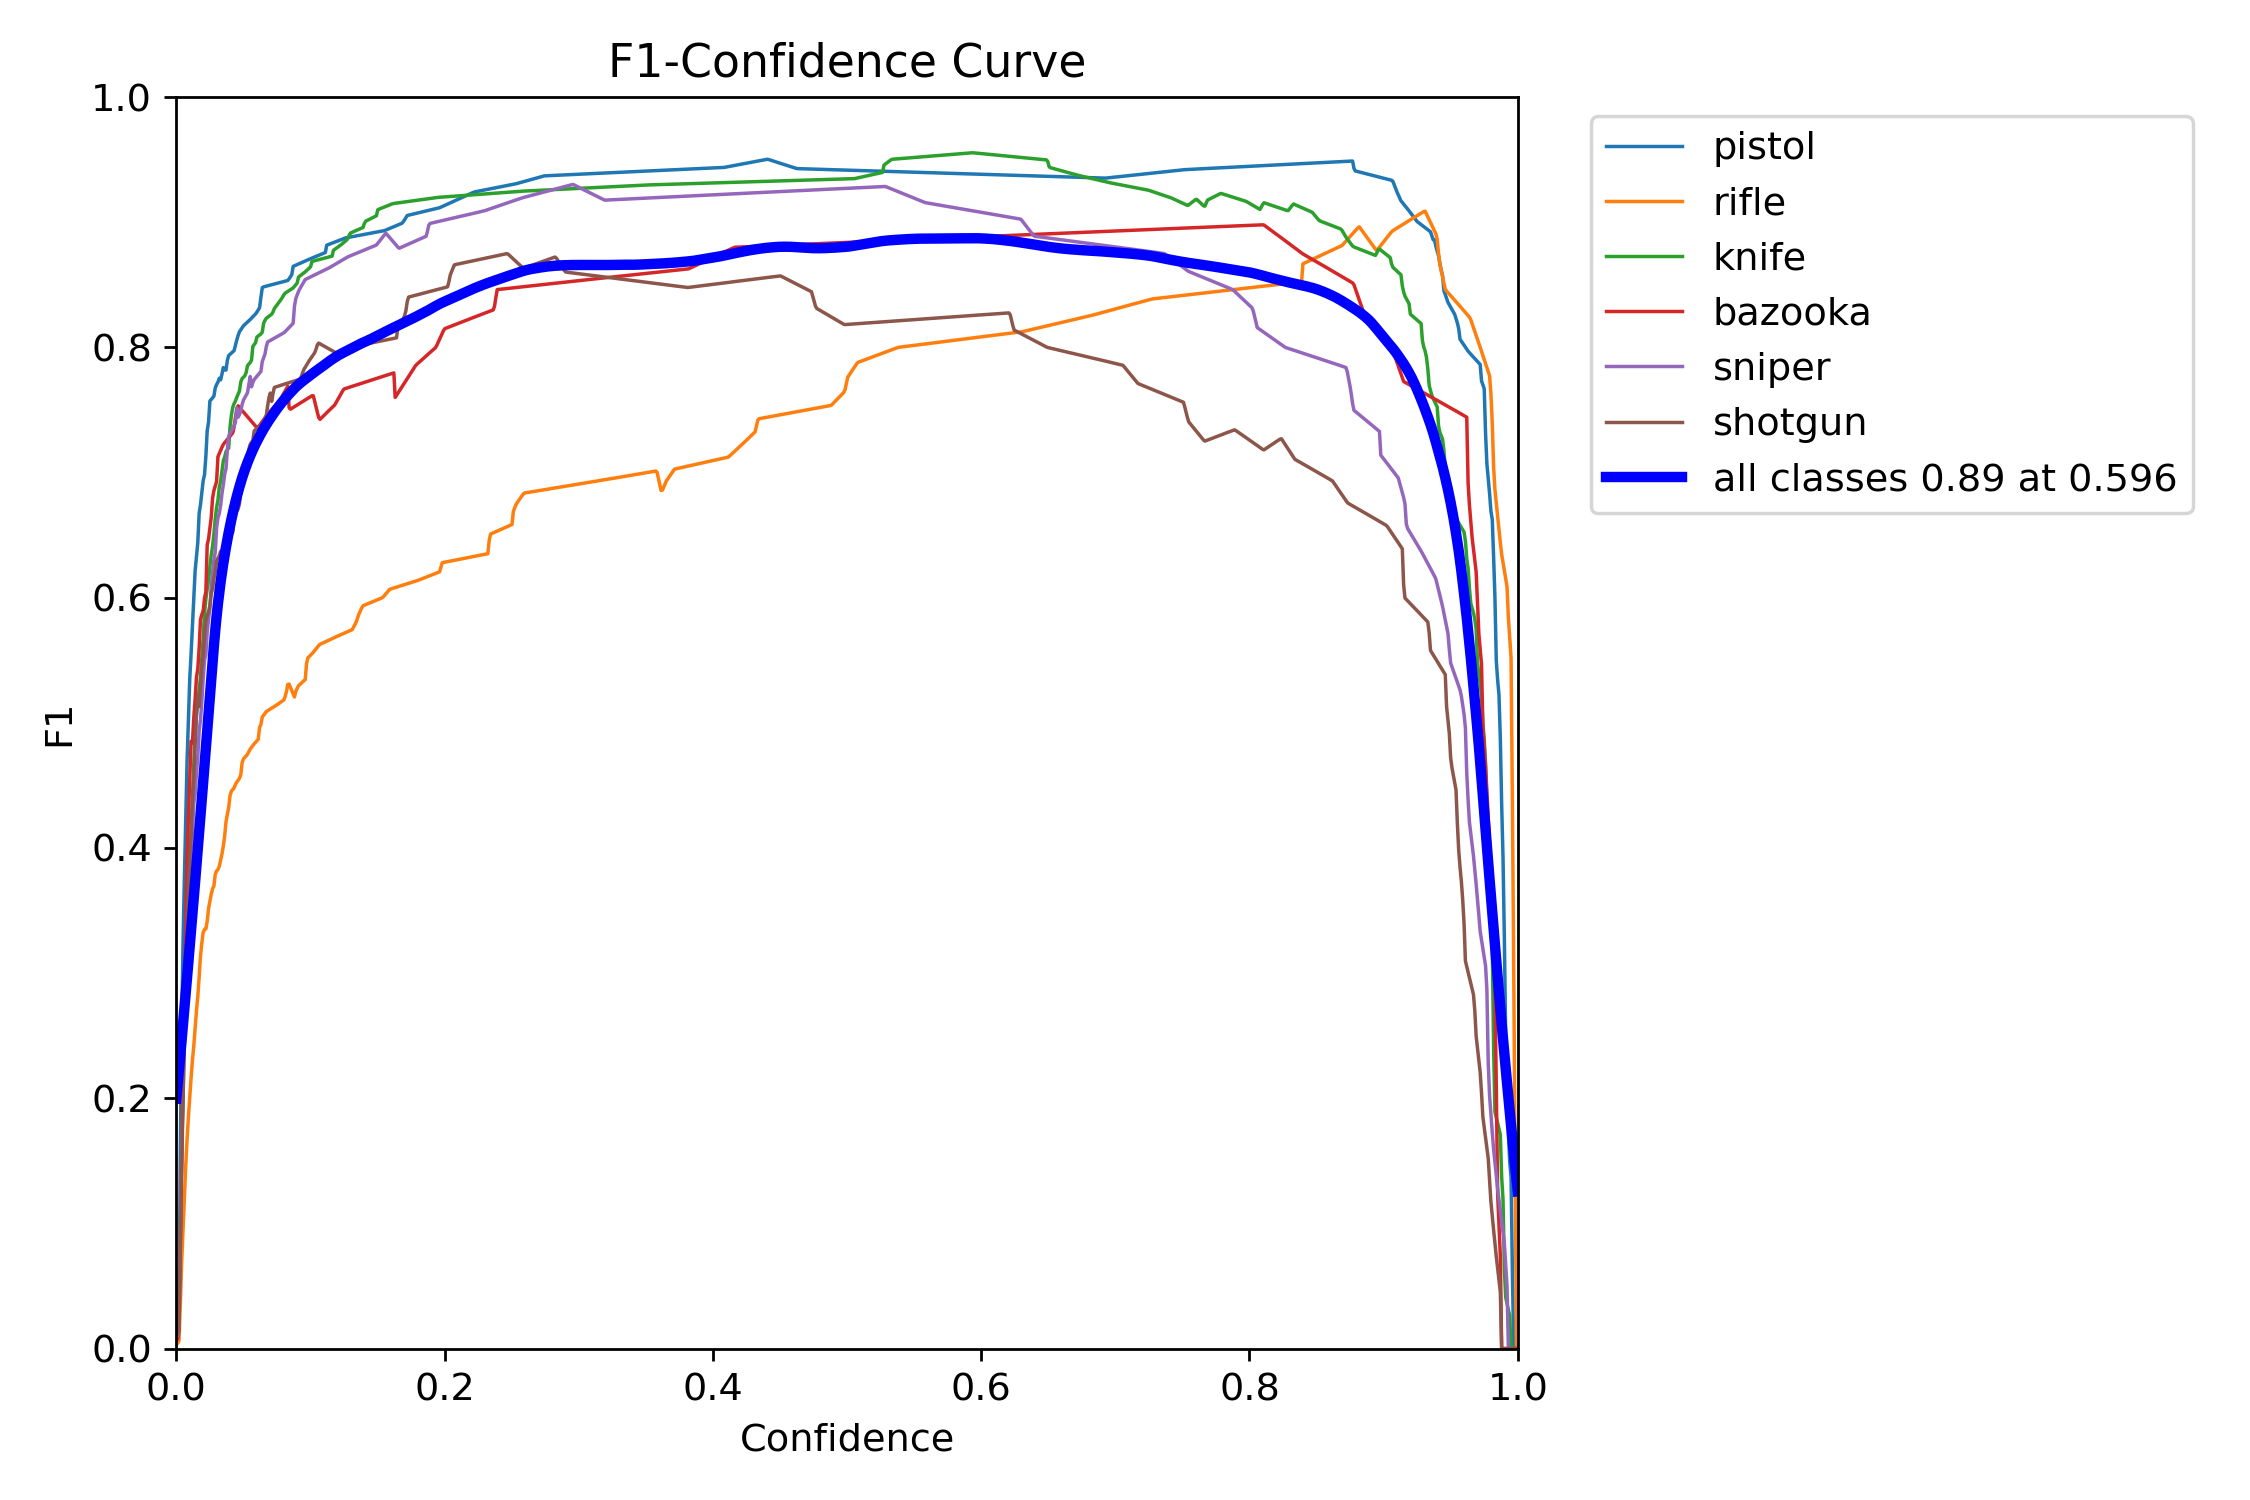 F1-Confidence Curve
1.0
0.8
0.6
0.4
0.2
0.0
F1
0.0 0.2 0.4 0.6 0.8 1.0
Confidence
pistol
rifle
knife
bazooka
sniper
shotgun
all classes 0.89 at 0.596